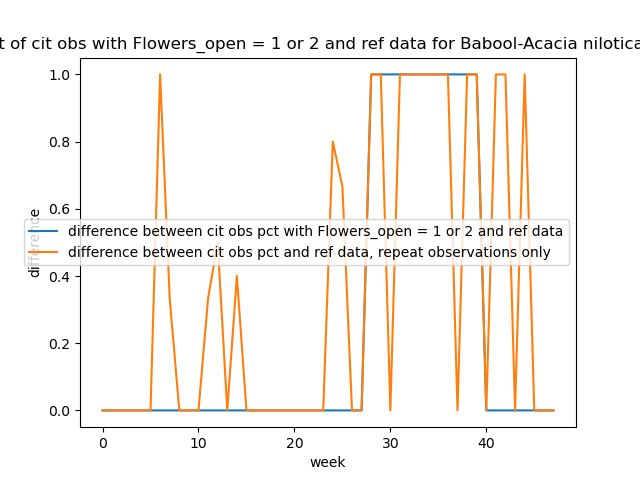 t of cit obs with Flowers_open = 1 or 2 and ref data for Babool-Acacia nilotica
1.0
0.8
0.6
0.4
0.2
0.0
difference
difference between cit obs pct with Flowers_open = 1 or 2 and ref data
difference between cit obs pct and ref data, repeat observations only
0 10 20 30 40
week